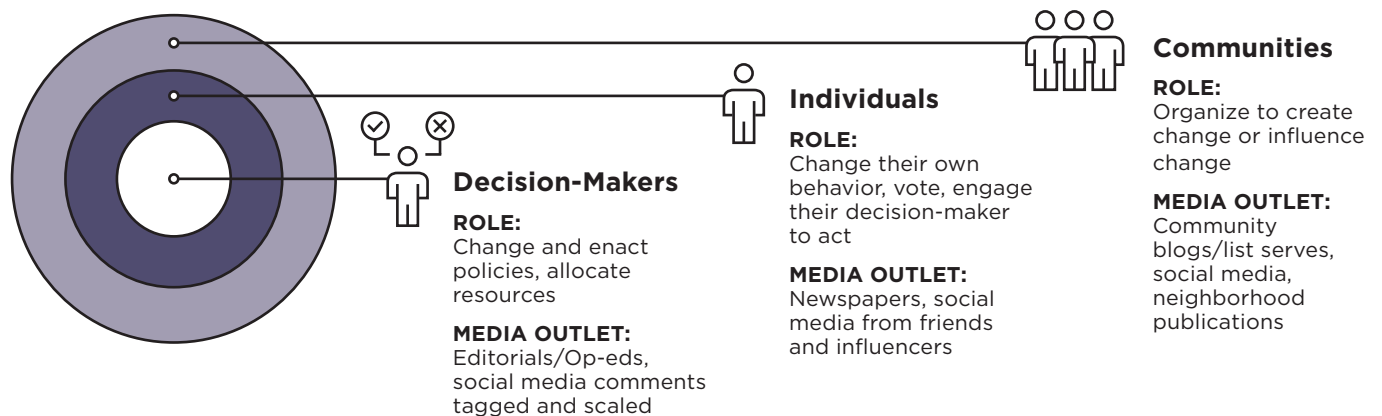 Decision-Makers
ROLE:
Change and enact
policies, allocate
resources
MEDIA OUTLET:
Editorials/Op-eds,
social media comments
tagged and scaled
Individuals
ROLE:
Change their own
behavior, vote, engage
their decision-maker
to act
MEDIA OUTLET:
Newspapers, social
media from friends
and influencers
Communities
ROLE:
Organize to create
change or influence
change
MEDIA OUTLET:
Community
blogs/list serves,
social media,
neighborhood
publications